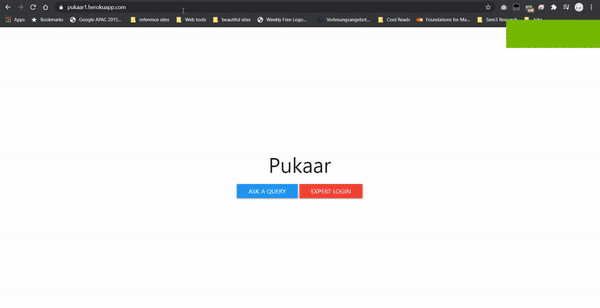 pukaar1.herokuapp.com
Apps Bookmarks Google APAC 2015... reference sites Web tools beautiful sites Weekly Free Logo... Vorlesungsangebot... Cool Reads Foundations for Ma... Sem3 Research Jobs
Pukaar
ASK A QUERY EXPERT LOGIN